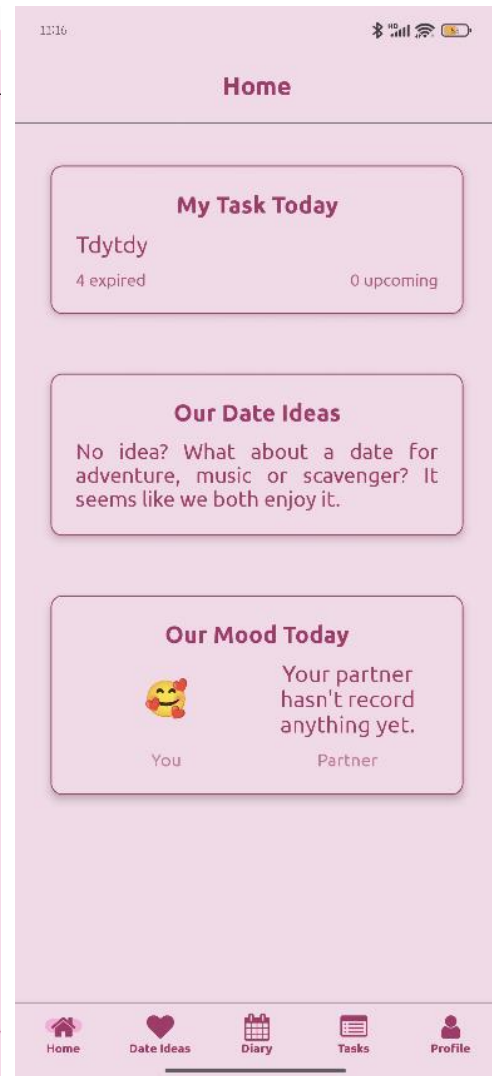 12:16
Home
My Task Today
Tdytdy
4 expired 0 upcoming
Our Date Ideas
No idea? What about a date for
adventure, music or scavenger? It
seems like we both enjoy it.
Our Mood Today
Your partner
hasn't record
anything yet.
You Partner
Home Date Ideas Diary Tasks Profile